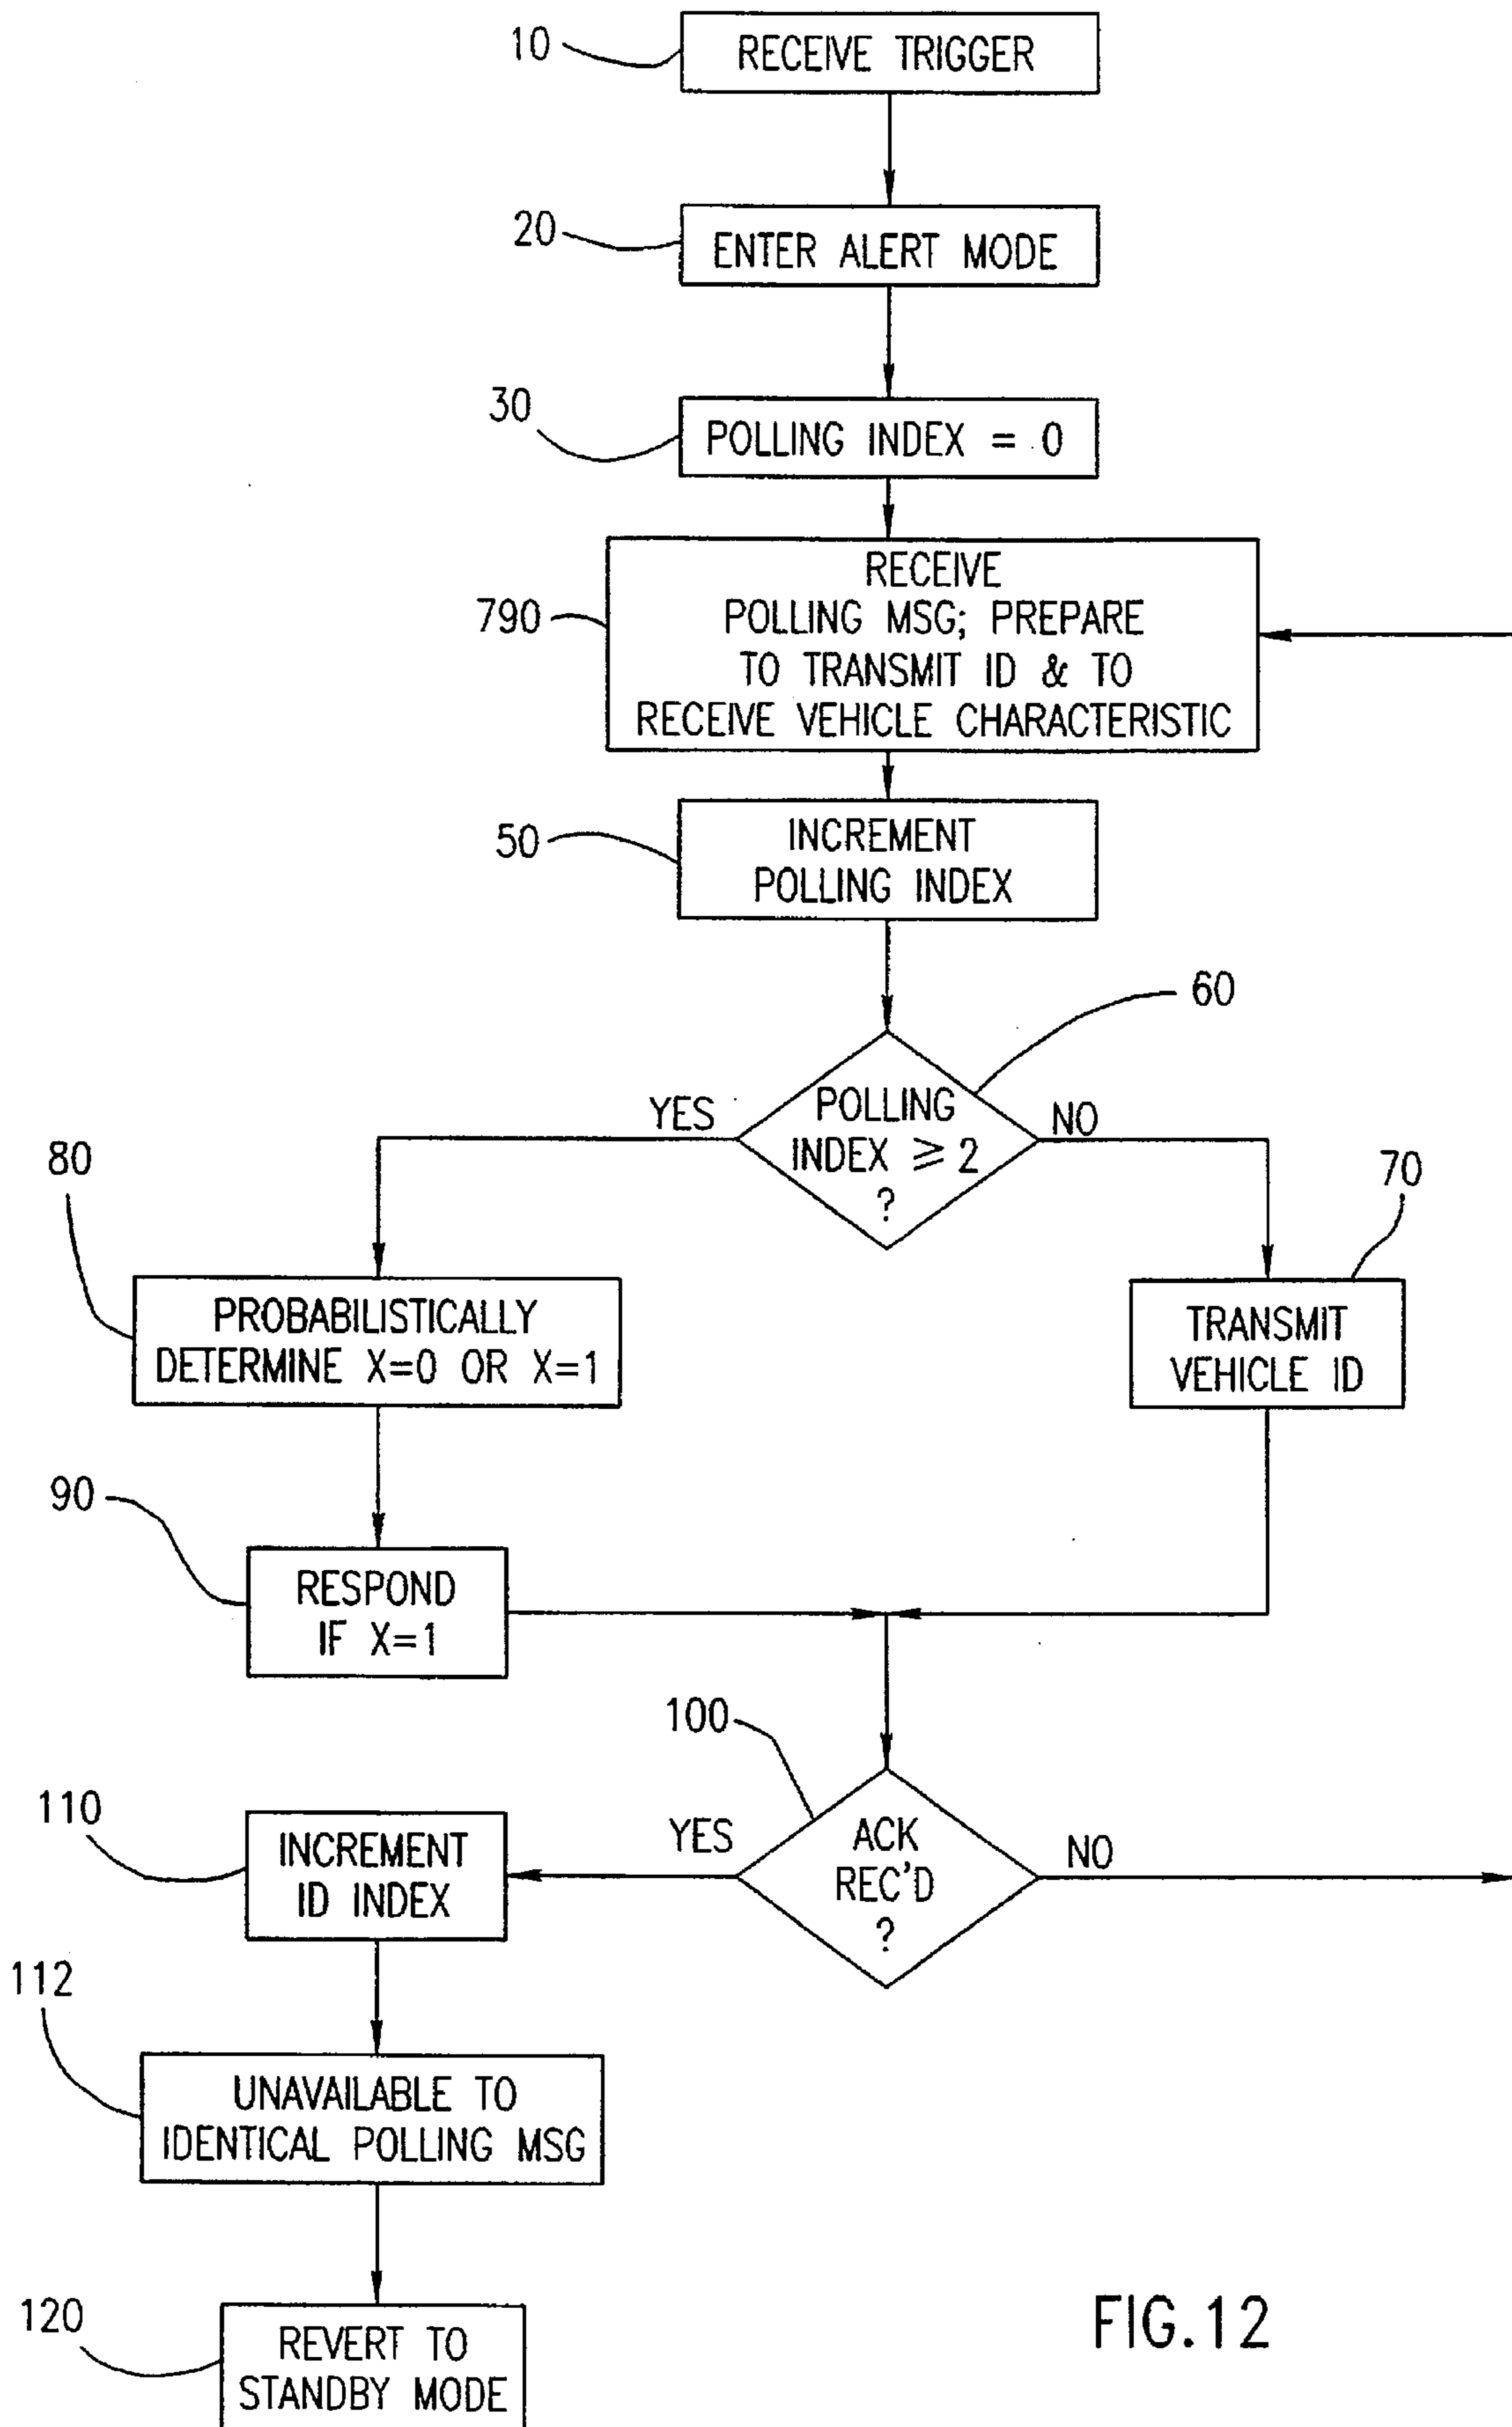 10
RECEIVE TRIGGER
20
ENTER ALERT MODE
30
POLLING INDEX = 0
790
RECEIVE
POLLING MSG; PREPARE
TO TRANSMIT ID & TO
RECEIVE VEHICLE CHARACTERISTIC
50
INCREMENT
POLLING INDEX
60
YES
POLLING
INDEX ⩾ 2
?
NO
80
PROBABILISTICALLY
DETERMINE X=0 OR X=1
70
TRANSMIT
VEHICLE ID
90
RESPOND
IF X=1
100
YES
ACK
REC'D
?
NO
110
INCREMENT
ID INDEX
112
UNAVAILABLE TO
IDENTICAL POLLING MSG
120
REVERT TO
STANDBY MODE
FIG.12